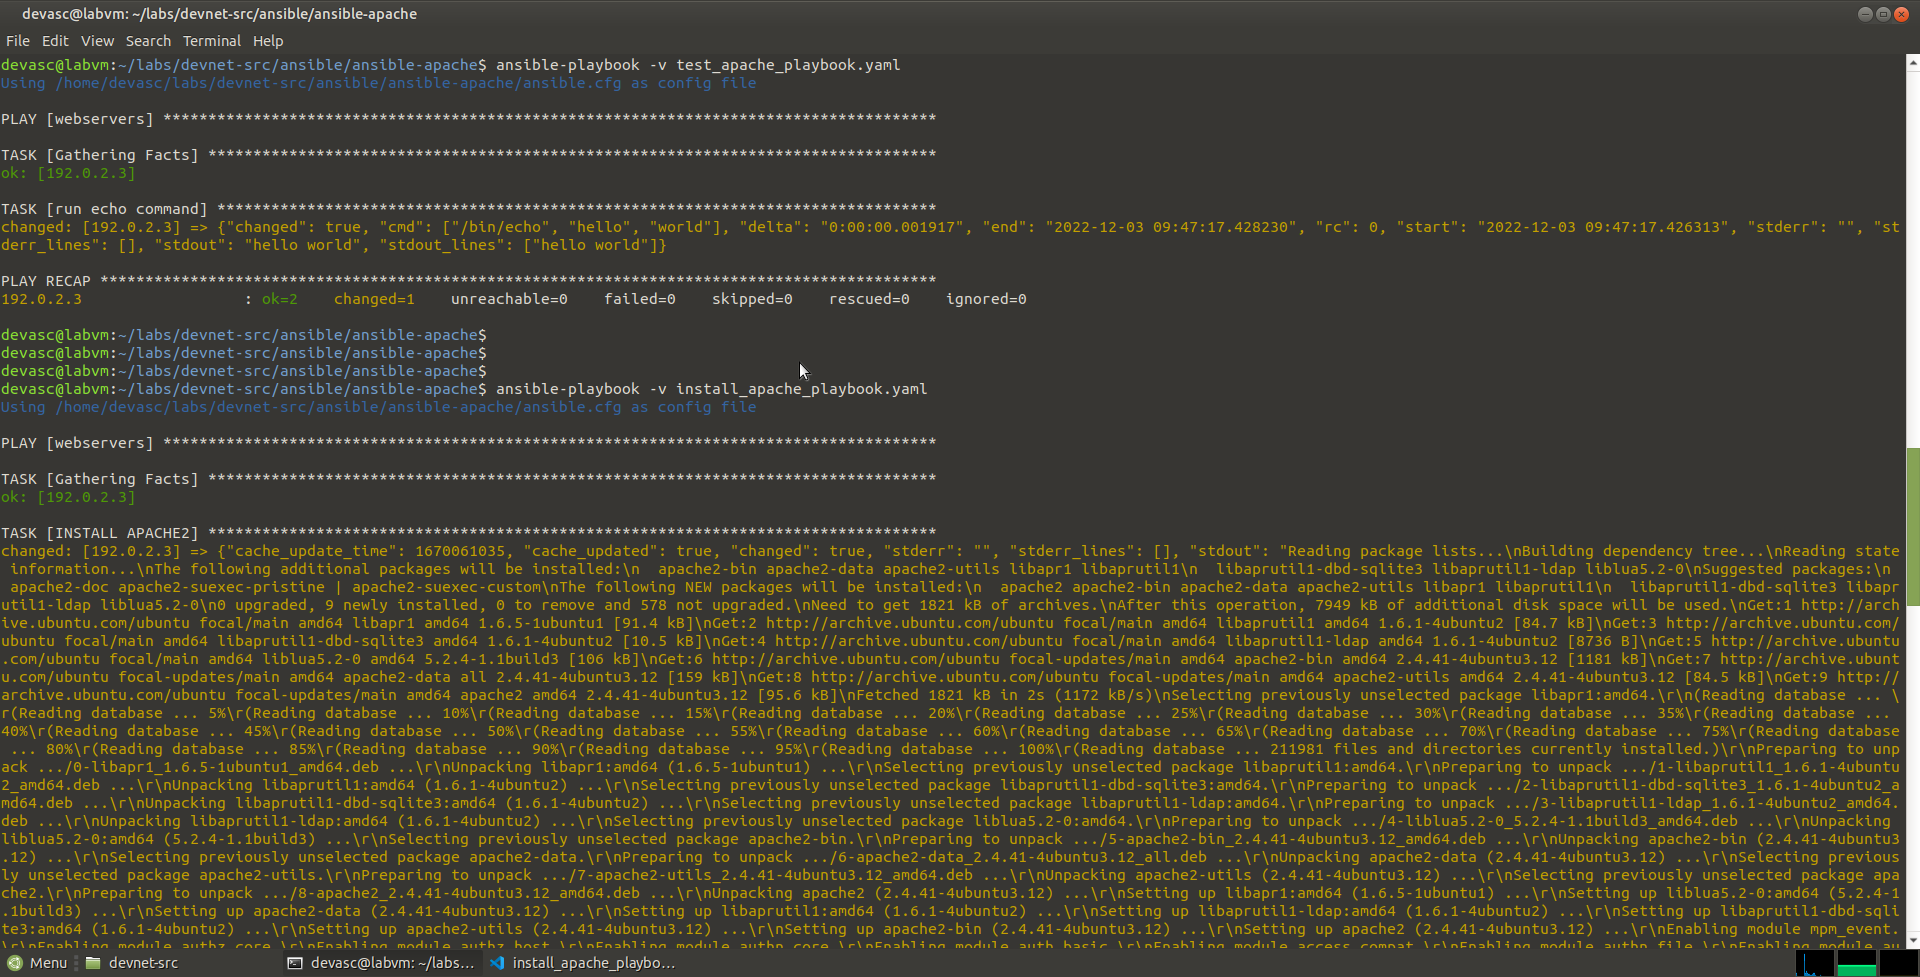 devasc@labvm: ~/labs/devnet-src/ansible/ansible-apache
File Edit View Search Terminal Help
devasc@labvm:~/labs/devnet-src/ansible/ansible-apache$ ansible-playbook -v test_apache_playbook.yaml
Using /home/devasc/labs/devnet-src/ansible/ansible-apache/ansible.cfg as config file
PLAY [webservers] **************************************************************************************
TASK [Gathering Facts] *********************************************************************************
ok: [192.0.2.3]
TASK [run echo command] ********************************************************************************
changed: [192.0.2.3] => {"changed": true, "cmd": ["/bin/echo", "hello", "world"], "delta": "0:00:00.001917", "end": "2022-12-03 09:47:17.428230", "rc": 0, "start": "2022-12-03 09:47:17.426313", "stderr": "", "st
derr_lines": [], "stdout": "hello world", "stdout_lines": ["hello world"]}
PLAY RECAP *********************************************************************************************
192.0.2.3                  : ok=2    changed=1    unreachable=0    failed=0    skipped=0    rescued=0    ignored=0
devasc@labvm:~/labs/devnet-src/ansible/ansible-apache$
devasc@labvm:~/labs/devnet-src/ansible/ansible-apache$
devasc@labvm:~/labs/devnet-src/ansible/ansible-apache$
devasc@labvm:~/labs/devnet-src/ansible/ansible-apache$ ansible-playbook -v install_apache_playbook.yaml
Using /home/devasc/labs/devnet-src/ansible/ansible-apache/ansible.cfg as config file
PLAY [webservers] **************************************************************************************
TASK [Gathering Facts] *********************************************************************************
ok: [192.0.2.3]
TASK [INSTALL APACHE2] *********************************************************************************
changed: [192.0.2.3] => {"cache_update_time": 1670061035, "cache_updated": true, "changed": true, "stderr": "", "stderr_lines": [], "stdout": "Reading package lists...\nBuilding dependency tree...\nReading state
 information...\nThe following additional packages will be installed:\n  apache2-bin apache2-data apache2-utils libapr1 libaprutil1\n  libaprutil1-dbd-sqlite3 libaprutil1-ldap liblua5.2-0\nSuggested packages:\n
 apache2-doc apache2-suexec-pristine | apache2-suexec-custom\nThe following NEW packages will be installed:\n  apache2 apache2-bin apache2-data apache2-utils libapr1 libaprutil1\n  libaprutil1-dbd-sqlite3 libapr
util1-ldap liblua5.2-0\n0 upgraded, 9 newly installed, 0 to remove and 578 not upgraded.\nNeed to get 1821 kB of archives.\nAfter this operation, 7949 kB of additional disk space will be used.\nGet:1 http://arch
ive.ubuntu.com/ubuntu focal/main amd64 libapr1 amd64 1.6.5-1ubuntu1 [91.4 kB]\nGet:2 http://archive.ubuntu.com/ubuntu focal/main amd64 libaprutil1 amd64 1.6.1-4ubuntu2 [84.7 kB]\nGet:3 http://archive.ubuntu.com/
ubuntu focal/main amd64 libaprutil1-dbd-sqlite3 amd64 1.6.1-4ubuntu2 [10.5 kB]\nGet:4 http://archive.ubuntu.com/ubuntu focal/main amd64 libaprutil1-ldap amd64 1.6.1-4ubuntu2 [8736 B]\nGet:5 http://archive.ubuntu
.com/ubuntu focal/main amd64 liblua5.2-0 amd64 5.2.4-1.1build3 [106 kB]\nGet:6 http://archive.ubuntu.com/ubuntu focal-updates/main amd64 apache2-bin amd64 2.4.41-4ubuntu3.12 [1181 kB]\nGet:7 http://archive.ubunt
u.com/ubuntu focal-updates/main amd64 apache2-data all 2.4.41-4ubuntu3.12 [159 kB]\nGet:8 http://archive.ubuntu.com/ubuntu focal-updates/main amd64 apache2-utils amd64 2.4.41-4ubuntu3.12 [84.5 kB]\nGet:9 http://
archive.ubuntu.com/ubuntu focal-updates/main amd64 apache2 amd64 2.4.41-4ubuntu3.12 [95.6 kB]\nFetched 1821 kB in 2s (1172 kB/s)\nSelecting previously unselected package libapr1:amd64.\r\n(Reading database ... \
r(Reading database ... 5%\r(Reading database ... 10%\r(Reading database ... 15%\r(Reading database ... 20%\r(Reading database ... 25%\r(Reading database ... 30%\r(Reading database ... 35%\r(Reading database ... 
40%\r(Reading database ... 45%\r(Reading database ... 50%\r(Reading database ... 55%\r(Reading database ... 60%\r(Reading database ... 65%\r(Reading database ... 70%\r(Reading database ... 75%\r(Reading database
 ... 80%\r(Reading database ... 85%\r(Reading database ... 90%\r(Reading database ... 95%\r(Reading database ... 100%\r(Reading database ... 211981 files and directories currently installed.)\r\nPreparing to unp
ack .../0-libapr1_1.6.5-1ubuntu1_amd64.deb ...\r\nUnpacking libapr1:amd64 (1.6.5-1ubuntu1) ...\r\nSelecting previously unselected package libaprutil1:amd64.\r\nPreparing to unpack .../1-libaprutil1_1.6.1-4ubuntu
2_amd64.deb ...\r\nUnpacking libaprutil1:amd64 (1.6.1-4ubuntu2) ...\r\nSelecting previously unselected package libaprutil1-dbd-sqlite3:amd64.\r\nPreparing to unpack .../2-libaprutil1-dbd-sqlite3_1.6.1-4ubuntu2_a
md64.deb ...\r\nUnpacking libaprutil1-dbd-sqlite3:amd64 (1.6.1-4ubuntu2) ...\r\nSelecting previously unselected package libaprutil1-ldap:amd64.\r\nPreparing to unpack .../3-libaprutil1-ldap_1.6.1-4ubuntu2_amd64.
deb ...\r\nUnpacking libaprutil1-ldap:amd64 (1.6.1-4ubuntu2) ...\r\nSelecting previously unselected package liblua5.2-0:amd64.\r\nPreparing to unpack .../4-liblua5.2-0_5.2.4-1.1build3_amd64.deb ...\r\nUnpacking 
liblua5.2-0:amd64 (5.2.4-1.1build3) ...\r\nSelecting previously unselected package apache2-bin.\r\nPreparing to unpack .../5-apache2-bin_2.4.41-4ubuntu3.12_amd64.deb ...\r\nUnpacking apache2-bin (2.4.41-4ubuntu3
.12) ...\r\nSelecting previously unselected package apache2-data.\r\nPreparing to unpack .../6-apache2-data_2.4.41-4ubuntu3.12_all.deb ...\r\nUnpacking apache2-data (2.4.41-4ubuntu3.12) ...\r\nSelecting previous
ly unselected package apache2-utils.\r\nPreparing to unpack .../7-apache2-utils_2.4.41-4ubuntu3.12_amd64.deb ...\r\nUnpacking apache2-utils (2.4.41-4ubuntu3.12) ...\r\nSelecting previously unselected package apa
che2.\r\nPreparing to unpack .../8-apache2_2.4.41-4ubuntu3.12_amd64.deb ...\r\nUnpacking apache2 (2.4.41-4ubuntu3.12) ...\r\nSetting up libapr1:amd64 (1.6.5-1ubuntu1) ...\r\nSetting up liblua5.2-0:amd64 (5.2.4-1
.1build3) ...\r\nSetting up apache2-data (2.4.41-4ubuntu3.12) ...\r\nSetting up libaprutil1:amd64 (1.6.1-4ubuntu2) ...\r\nSetting up libaprutil1-ldap:amd64 (1.6.1-4ubuntu2) ...\r\nSetting up libaprutil1-dbd-sqli
te3:amd64 (1.6.1-4ubuntu2) ...\r\nSetting up apache2-utils (2.4.41-4ubuntu3.12) ...\r\nSetting up apache2-bin (2.4.41-4ubuntu3.12) ...\r\nSetting up apache2 (2.4.41-4ubuntu3.12) ...\r\nEnabling module mpm_event.
\r\nEnabling module authz_core.\r\nEnabling module authz_host.\r\nEnabling module authn_core.\r\nEnabling module auth_basic.\r\nEnabling module access_compat.\r\nEnabling module authn_file.\r\nEnabling module au
Menu devnet-src devasc@labvm: ~/labs... install_apache_playbo...